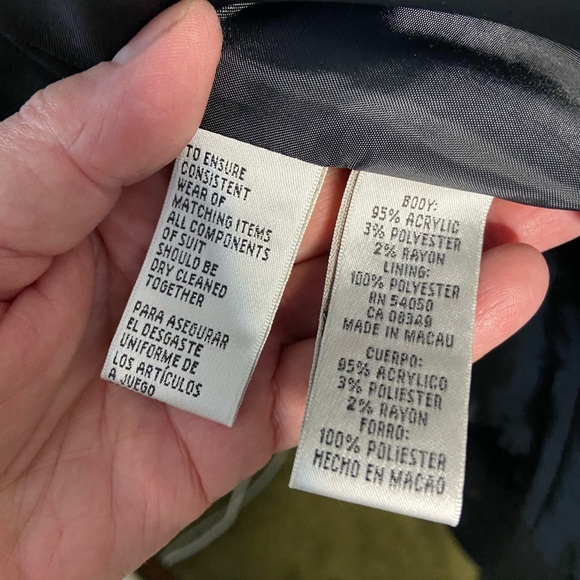 TO ENSURE
CONSISTENT
WEAR OF
MATCHING ITEMS
ALL COMPONENTS
OF SUIT
SHOULD BE
DRY CLEANED
TOGETHER
PARA ASEGURAR
EL DESGASTE
UNIFORME DE
LOS ARTÍCULOS
A JUEGO
BODY:
95% ACRYLIC
3% POLYESTER
2% RAYON
LINING:
100% POLYESTER
RN 54050
CA 08349
MADE IN MACAU
CUERPO:
95% ACRYLICO
3% POLIESTER
2% RAYON
FORRO:
100% POLIESTER
HECHO EN MACAO